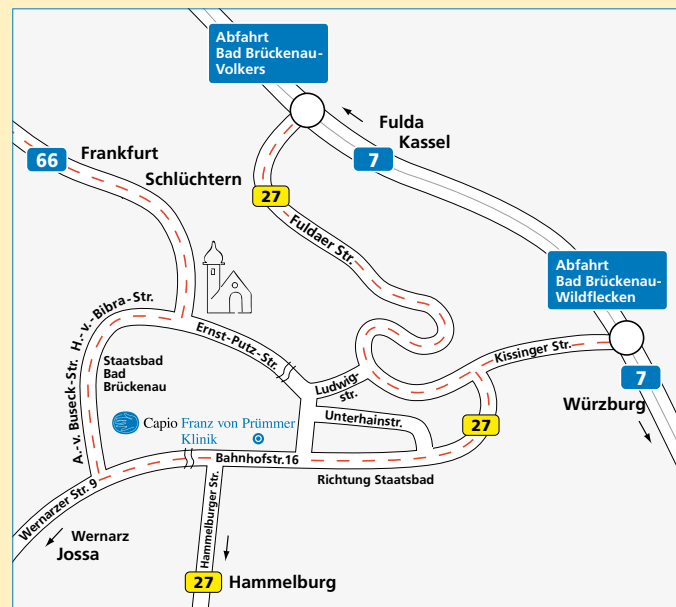 Abfahrt
Bad Brückenau-
Volkers
Fulda
Kassel
7
66
Frankfurt
Schlüchtern
27
Fuldaer Str.
Abfahrt
Bad Brückenau-
Wildflecken
H.-v.-Bibra-Str.
Ernst-Putz-Str.
Kissinger Str.
7
Würzburg
A.-v. Buseck-Str.
Staatsbad
Bad
Brückenau
Ludwig-
str.
Unterhainstr.
27
Capio Franz von Prümmer
Klinik
Bahnhofstr.16
Richtung Staatsbad
Wernarzer Str. 9
Hammelburger Str.
Wernarz
Jossa
27
Hammelburg